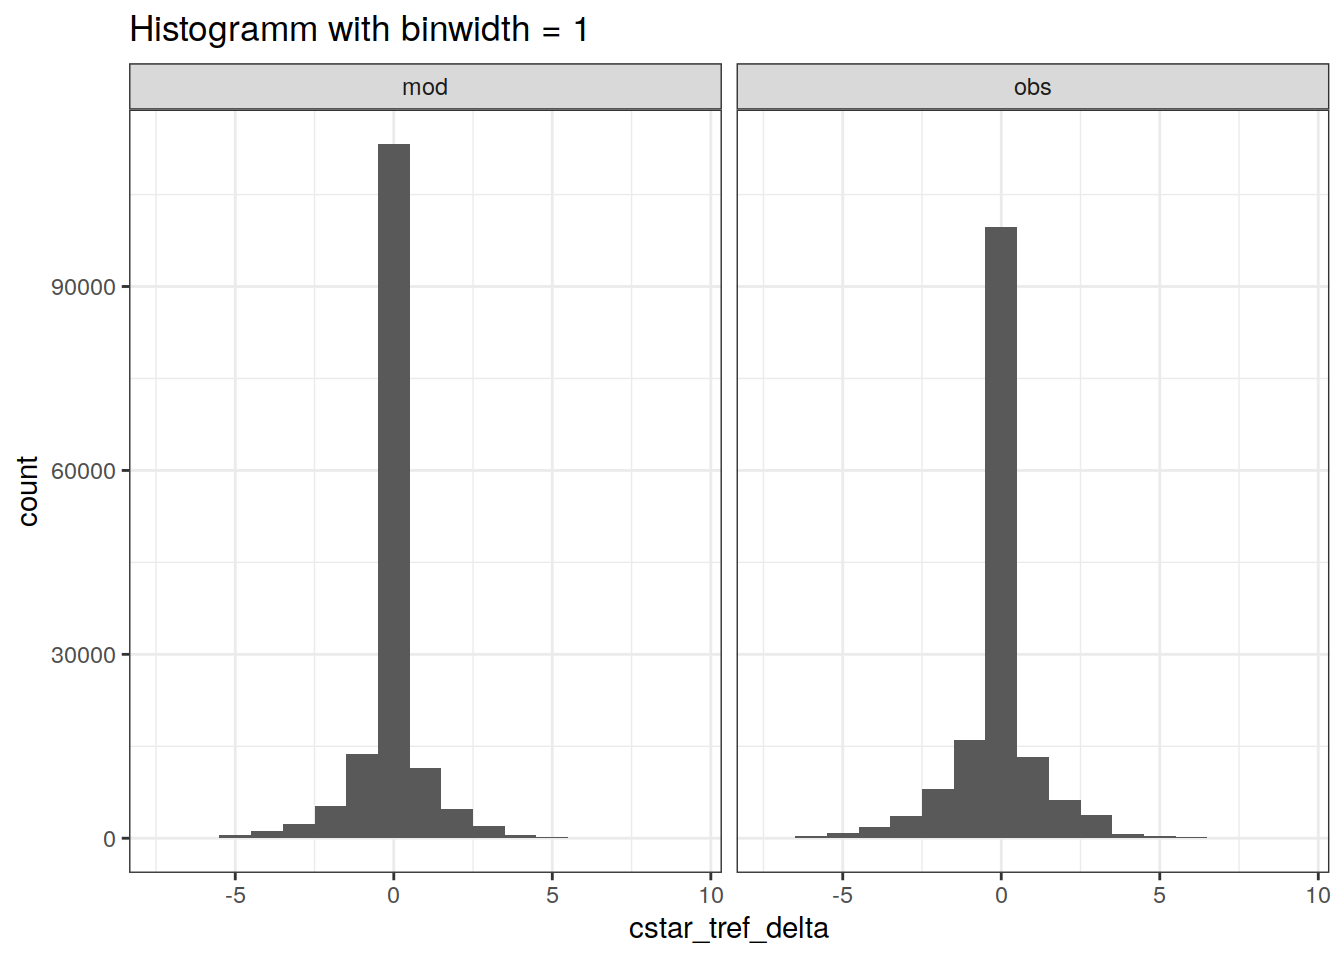 Histogramm with binwidth = 1
mod
obs
90000
60000
30000
0
count
-5
0
5
10
-5
0
5
10
cstar_tref_delta